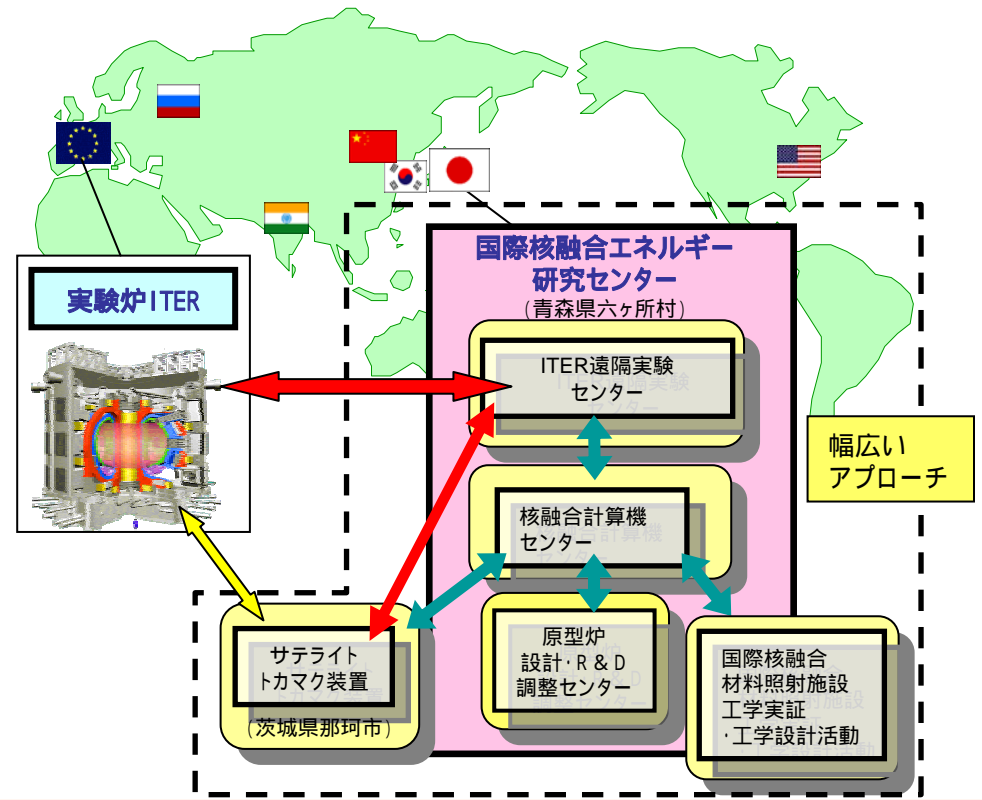 国際核融合エネルギー
研究センター
(青森県六ヶ所村)
実験炉ITER
ITER遠隔実験
センター
幅広い
アプローチ
核融合計算機
センター
原型炉
設計・R&D
調整センター
サテライト
トカマク装置
(茨城県那珂市)
国際核融合
材料照射施設
工学実証
・工学設計活動